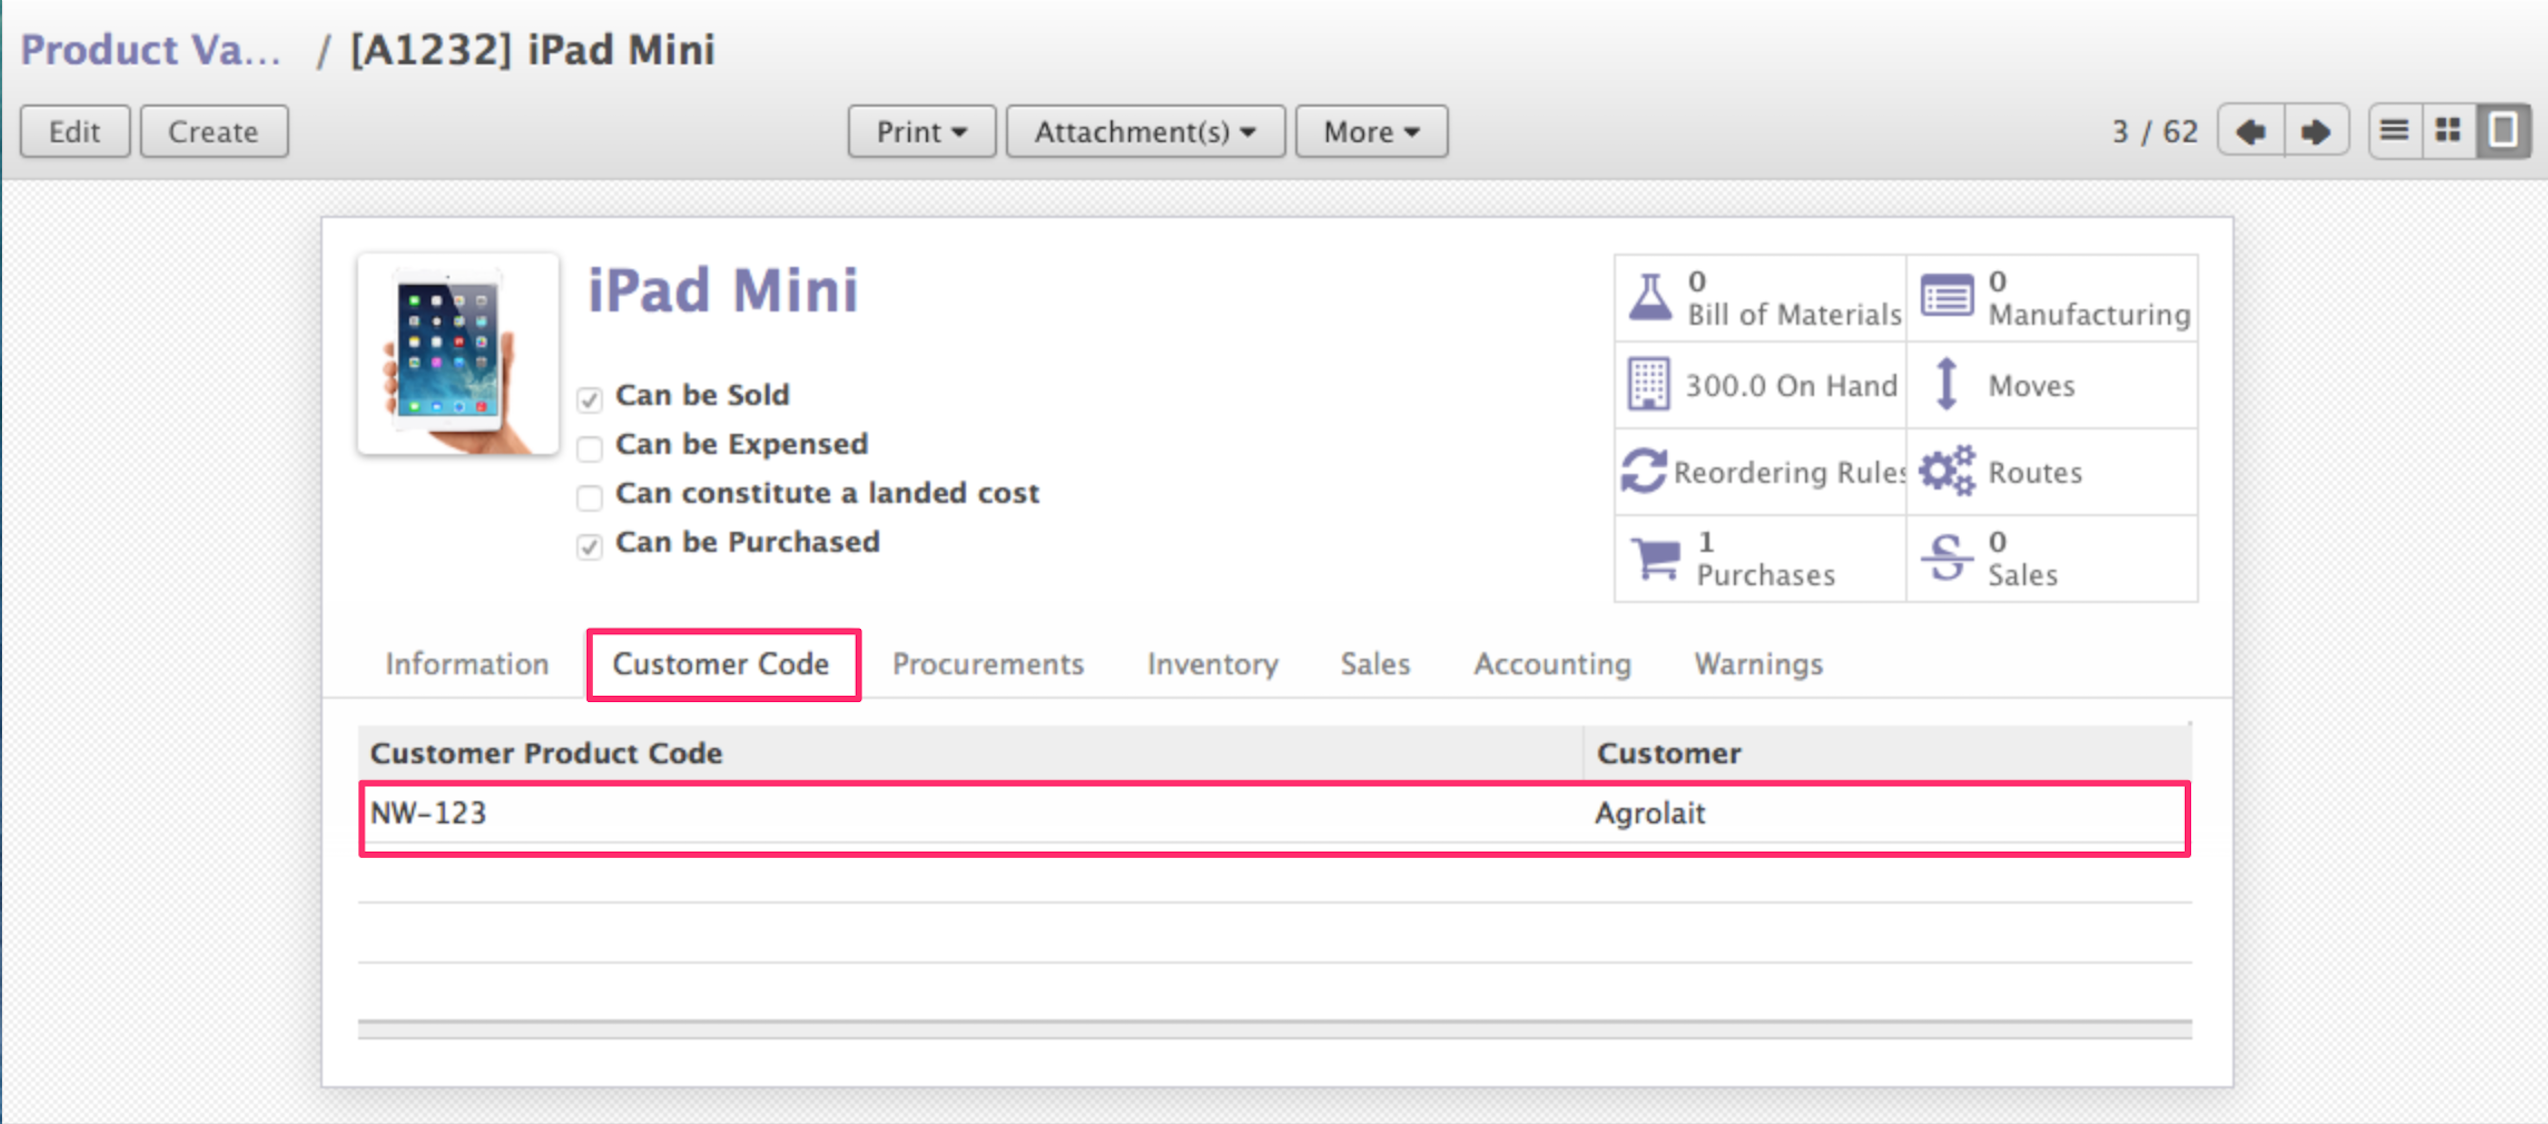 Product Va... / [A1232] iPad Mini
Edit Create Print Attachment(s) More 3 / 62
iPad Mini
Can be Sold
Can be Expensed
Can constitute a landed cost
Can be Purchased
0
Bill of Materials
0
Manufacturing
300.0 On Hand
Moves
Reordering Rules
Routes
1
Purchases
0
Sales
Information Customer Code Procurements Inventory Sales Accounting Warnings
Customer Product Code Customer
NW-123 Agrolait